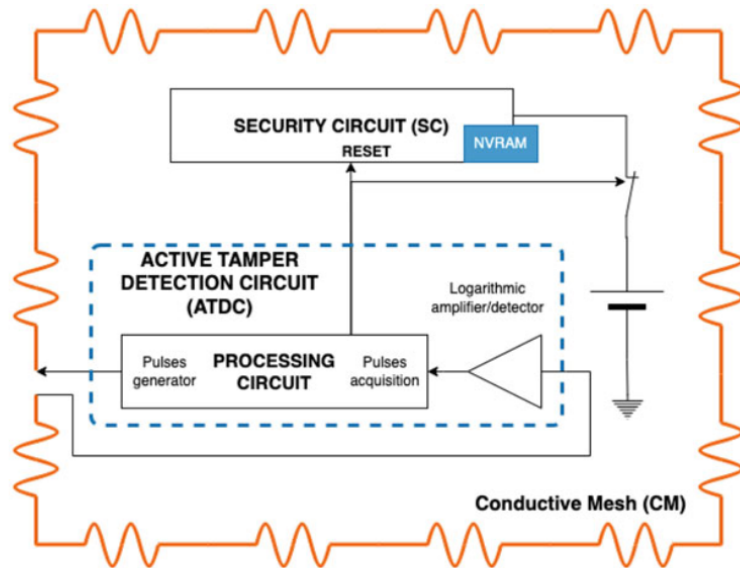 SECURITY CIRCUIT (SC)
RESET
NVRAM
ACTIVE TAMPER
DETECTION CIRCUIT
(ATDC)
Logarithmic
amplifier/detector
Pulses
generator
PROCESSING
CIRCUIT
Pulses
acquisition
Conductive Mesh (CM)